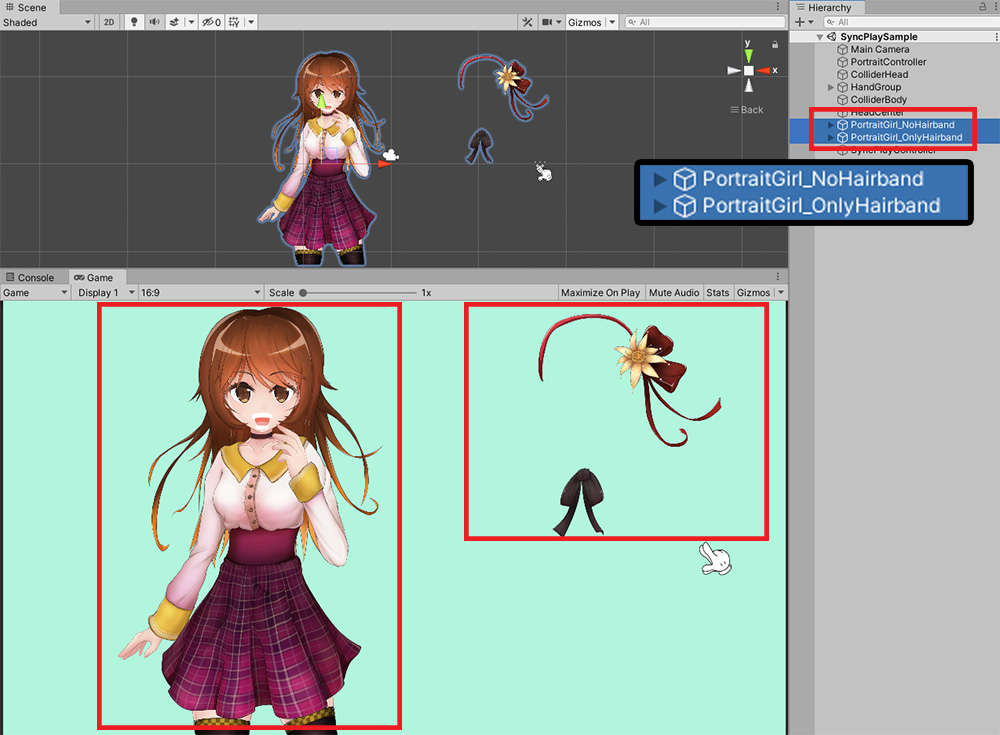 Scene
Hierarchy
Shaded
2D
0
Gizmos
All
All
SyncPlaySample
Main Camera
PortraitController
ColliderHead
HandGroup
ColliderBody
HeadCenter
PortraitGirl_NoHairband
PortraitGirl_OnlyHairband
SyncPlayController
y
x
Back
PortraitGirl_NoHairband
PortraitGirl_OnlyHairband
Console
Game
Game
Display 1
16:9
Scale
1x
Maximize On Play
Mute Audio
Stats
Gizmos